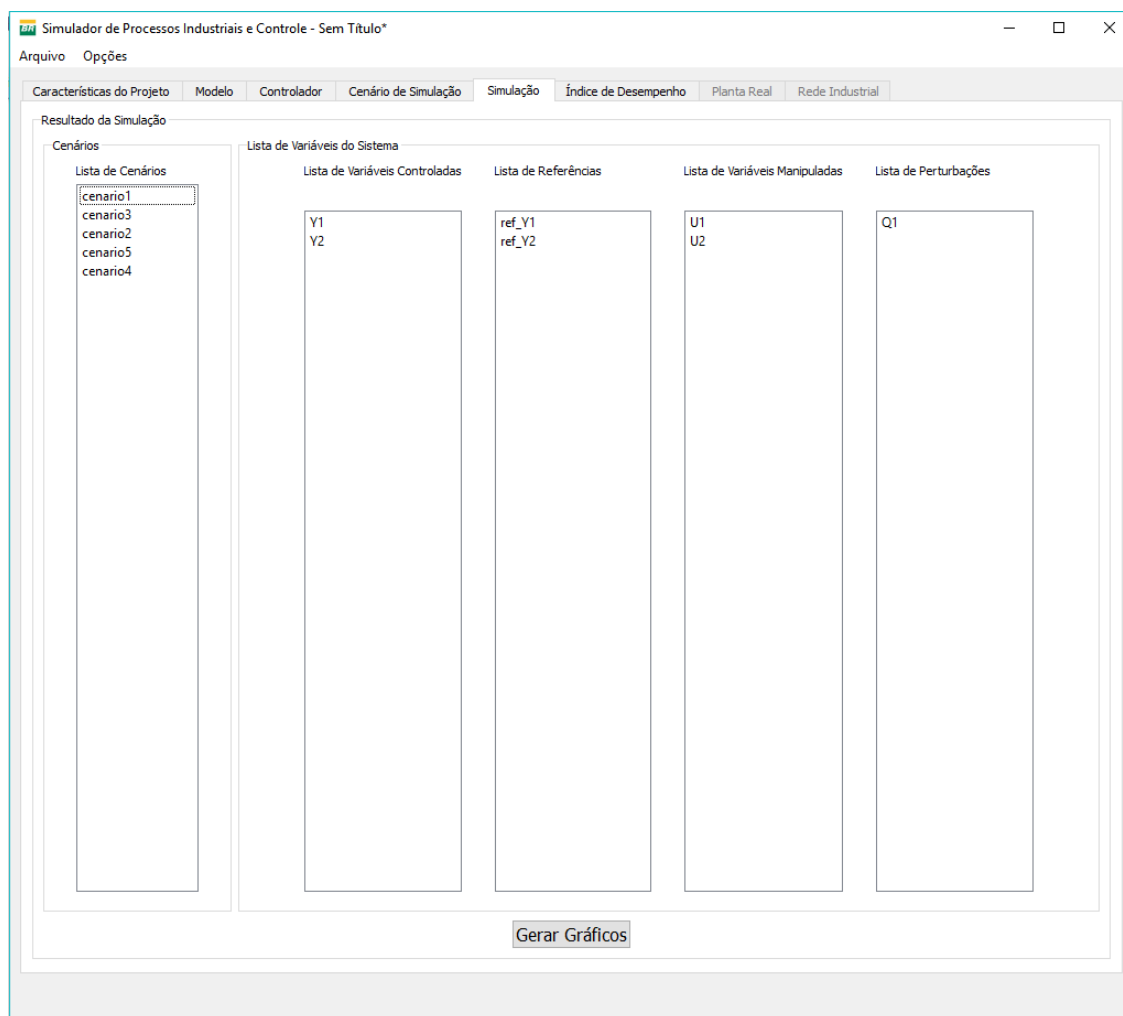 BR Simulador de Processos Industriais e Controle - Sem Título*
Arquivo Opções
Características do Projeto Modelo Controlador Cenário de Simulação Simulação Índice de Desempenho Planta Real Rede Industrial
Resultado da Simulação
Cenários
Lista de Cenários
cenario1
cenario3
cenario2
cenario5
cenario4
Lista de Variáveis do Sistema
Lista de Variáveis Controladas
Y1
Y2
Lista de Referências
ref_Y1
ref_Y2
Lista de Variáveis Manipuladas
U1
U2
Lista de Perturbações
Q1
Gerar Gráficos